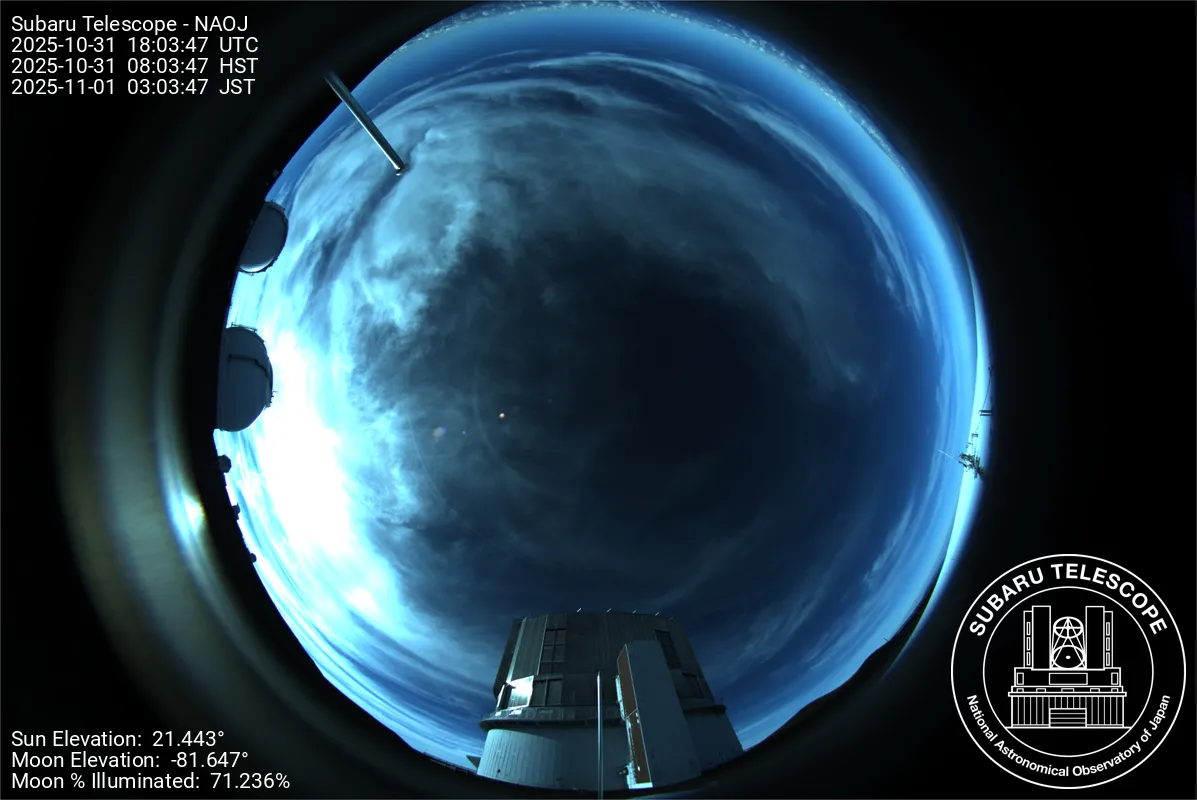 Subaru Telescope - NAOJ
2025-10-31 18:03:47 UTC
2025-10-31 08:03:47 HST
2025-11-01 03:03:47 JST
SUBARU TELESCOPE
National Astronomical Observatory of Japan
Sun Elevation: 21.443°
Moon Elevation: -81.647°
Moon % Illuminated: 71.236%